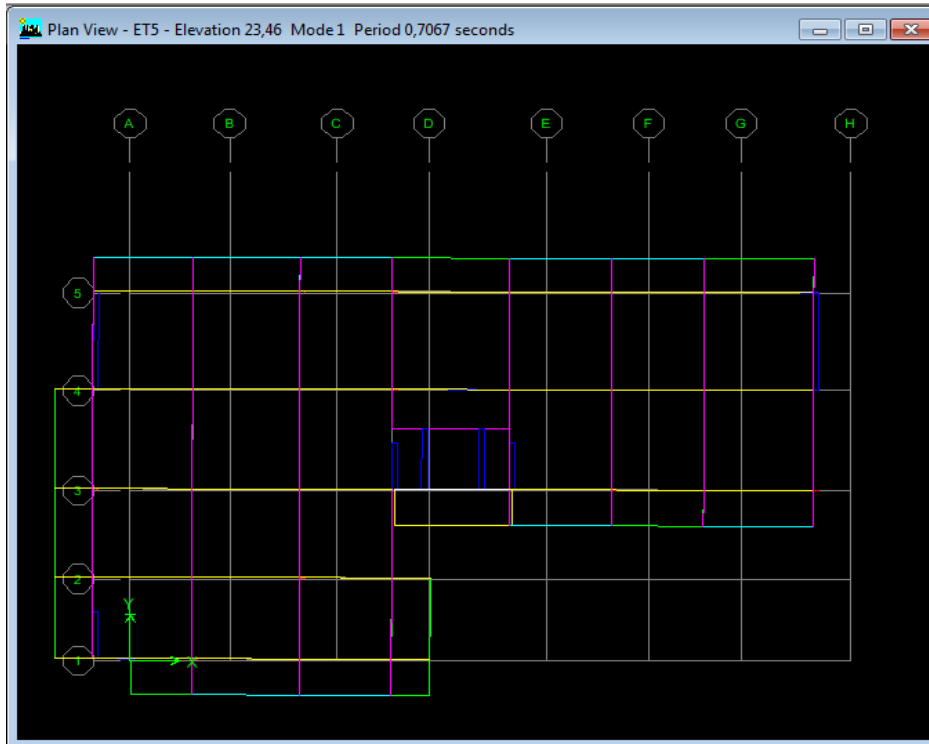 Plan View - ET5 - Elevation 23,46 Mode 1 Period 0,7067 seconds
A B C D E F G H
5
4
3
2
Y
1
X